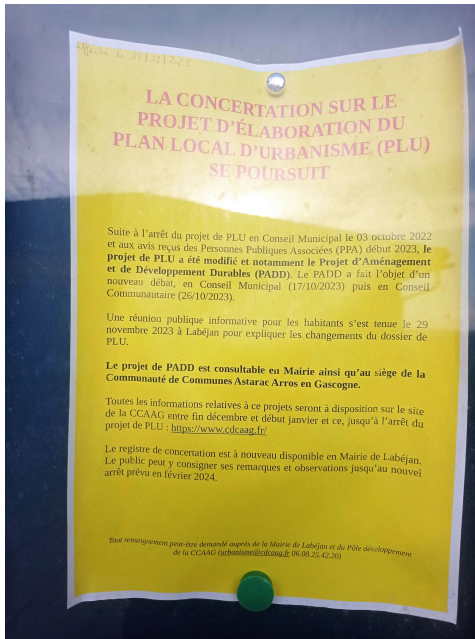 affiché le 19/12/2023
LA CONCERTATION SUR LE
PROJET D'ÉLABORATION DU
PLAN LOCAL D'URBANISME (PLU)
SE POURSUIT
Suite à l'arrêt du projet de PLU en Conseil Municipal le 03 octobre 2022
et aux avis reçus des Personnes Publiques Associées (PPA) début 2023, le
projet de PLU a été modifié et notamment le Projet d'Aménagement
et de Développement Durables (PADD). Le PADD a fait l'objet d'un
nouveau débat, en Conseil Municipal (17/10/2023) puis en Conseil
Communautaire (26/10/2023).
Une réunion publique informative pour les habitants s'est tenue le 29
novembre 2023 à Labéjan pour expliquer les changements du dossier de
PLU.
Le projet de PADD est consultable en Mairie ainsi qu'au siège de la
Communauté de Communes Astarac Arros en Gascogne.
Toutes les informations relatives à ce projets seront à disposition sur le site
de la CCAAG entre fin décembre et début janvier et ce, jusqu'à l'arrêt du
projet de PLU : https://www.cdcaag.fr/
Le registre de concertation est à nouveau disponible en Mairie de Labéjan.
Le public peut y consigner ses remarques et observations jusqu'au nouvel
arrêt prévu en février 2024.
Tout renseignement peut-être demandé auprès de la Mairie de Labéjan et du Pôle développement
de la CCAAG (urbanisme@cdcaag.fr 06.08.25.42.20)